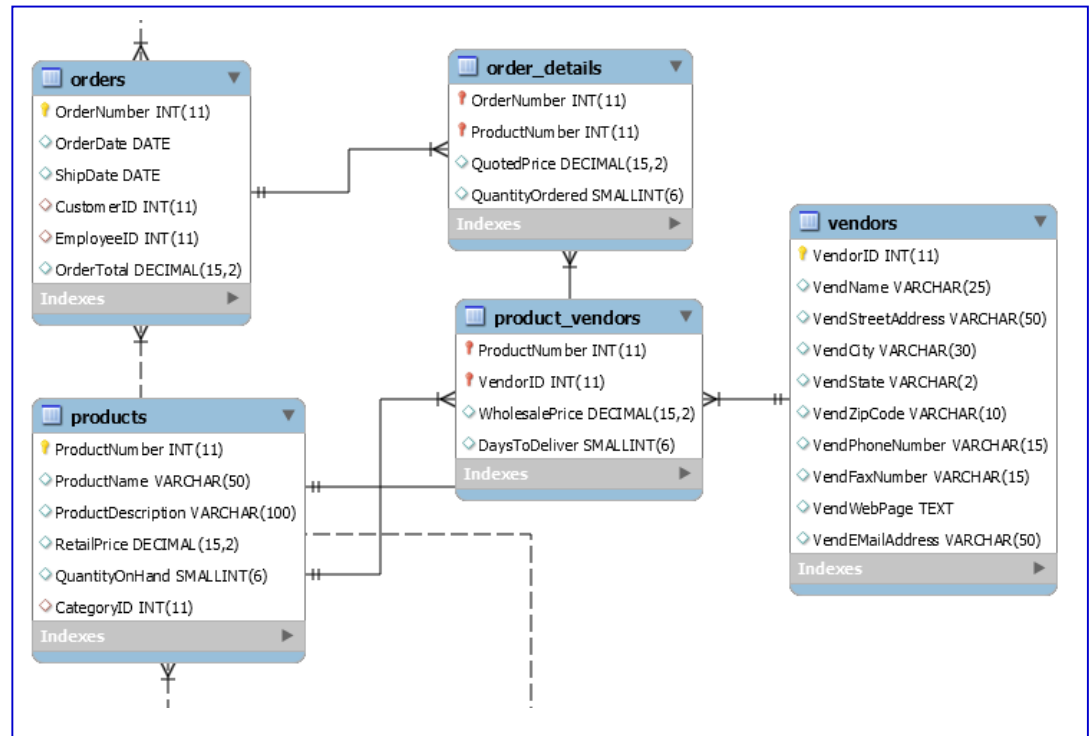 orders
OrderNumber INT(11)
OrderDate DATE
ShipDate DATE
CustomerID INT(11)
EmployeeID INT(11)
OrderTotal DECIMAL(15,2)
Indexes
order_details
OrderNumber INT(11)
ProductNumber INT(11)
QuotedPrice DECIMAL(15,2)
QuantityOrdered SMALLINT(6)
Indexes
vendors
VendorID INT(11)
VendName VARCHAR(25)
VendStreetAddress VARCHAR(50)
VendCity VARCHAR(30)
VendState VARCHAR(2)
VendZipCode VARCHAR(10)
VendPhoneNumber VARCHAR(15)
VendFaxNumber VARCHAR(15)
VendWebPage TEXT
VendEMailAddress VARCHAR(50)
Indexes
product_vendors
ProductNumber INT(11)
VendorID INT(11)
WholesalePrice DECIMAL(15,2)
DaysToDeliver SMALLINT(6)
Indexes
products
ProductNumber INT(11)
ProductName VARCHAR(50)
ProductDescription VARCHAR(100)
RetailPrice DECIMAL(15,2)
QuantityOnHand SMALLINT(6)
CategoryID INT(11)
Indexes